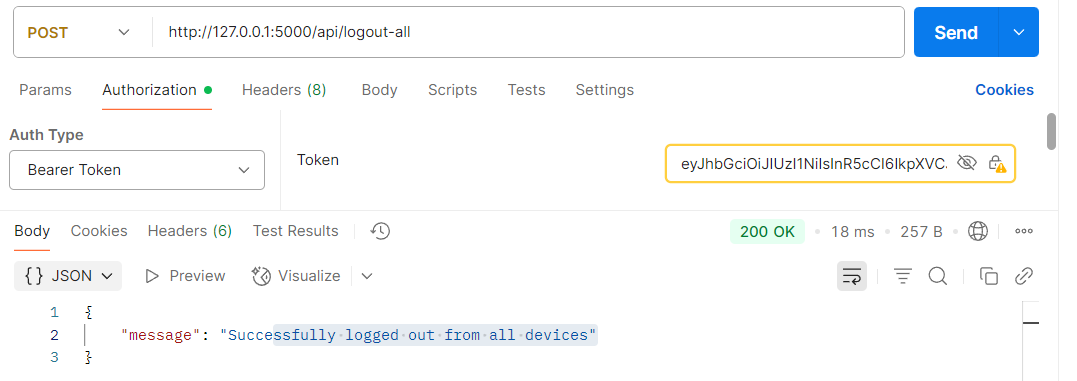 POST http://127.0.0.1:5000/api/logout-all Send
Params Authorization Headers (8) Body Scripts Tests Settings Cookies
Auth Type
Bearer Token
Token eyJhbGciOiJIUzI1NiIsInR5cCI6IkpXVC.
Body Cookies Headers (6) Test Results 200 OK 18 ms 257 B
{} JSON Preview Visualize
1 {
2 "message": "Successfully logged out from all devices"
3 }